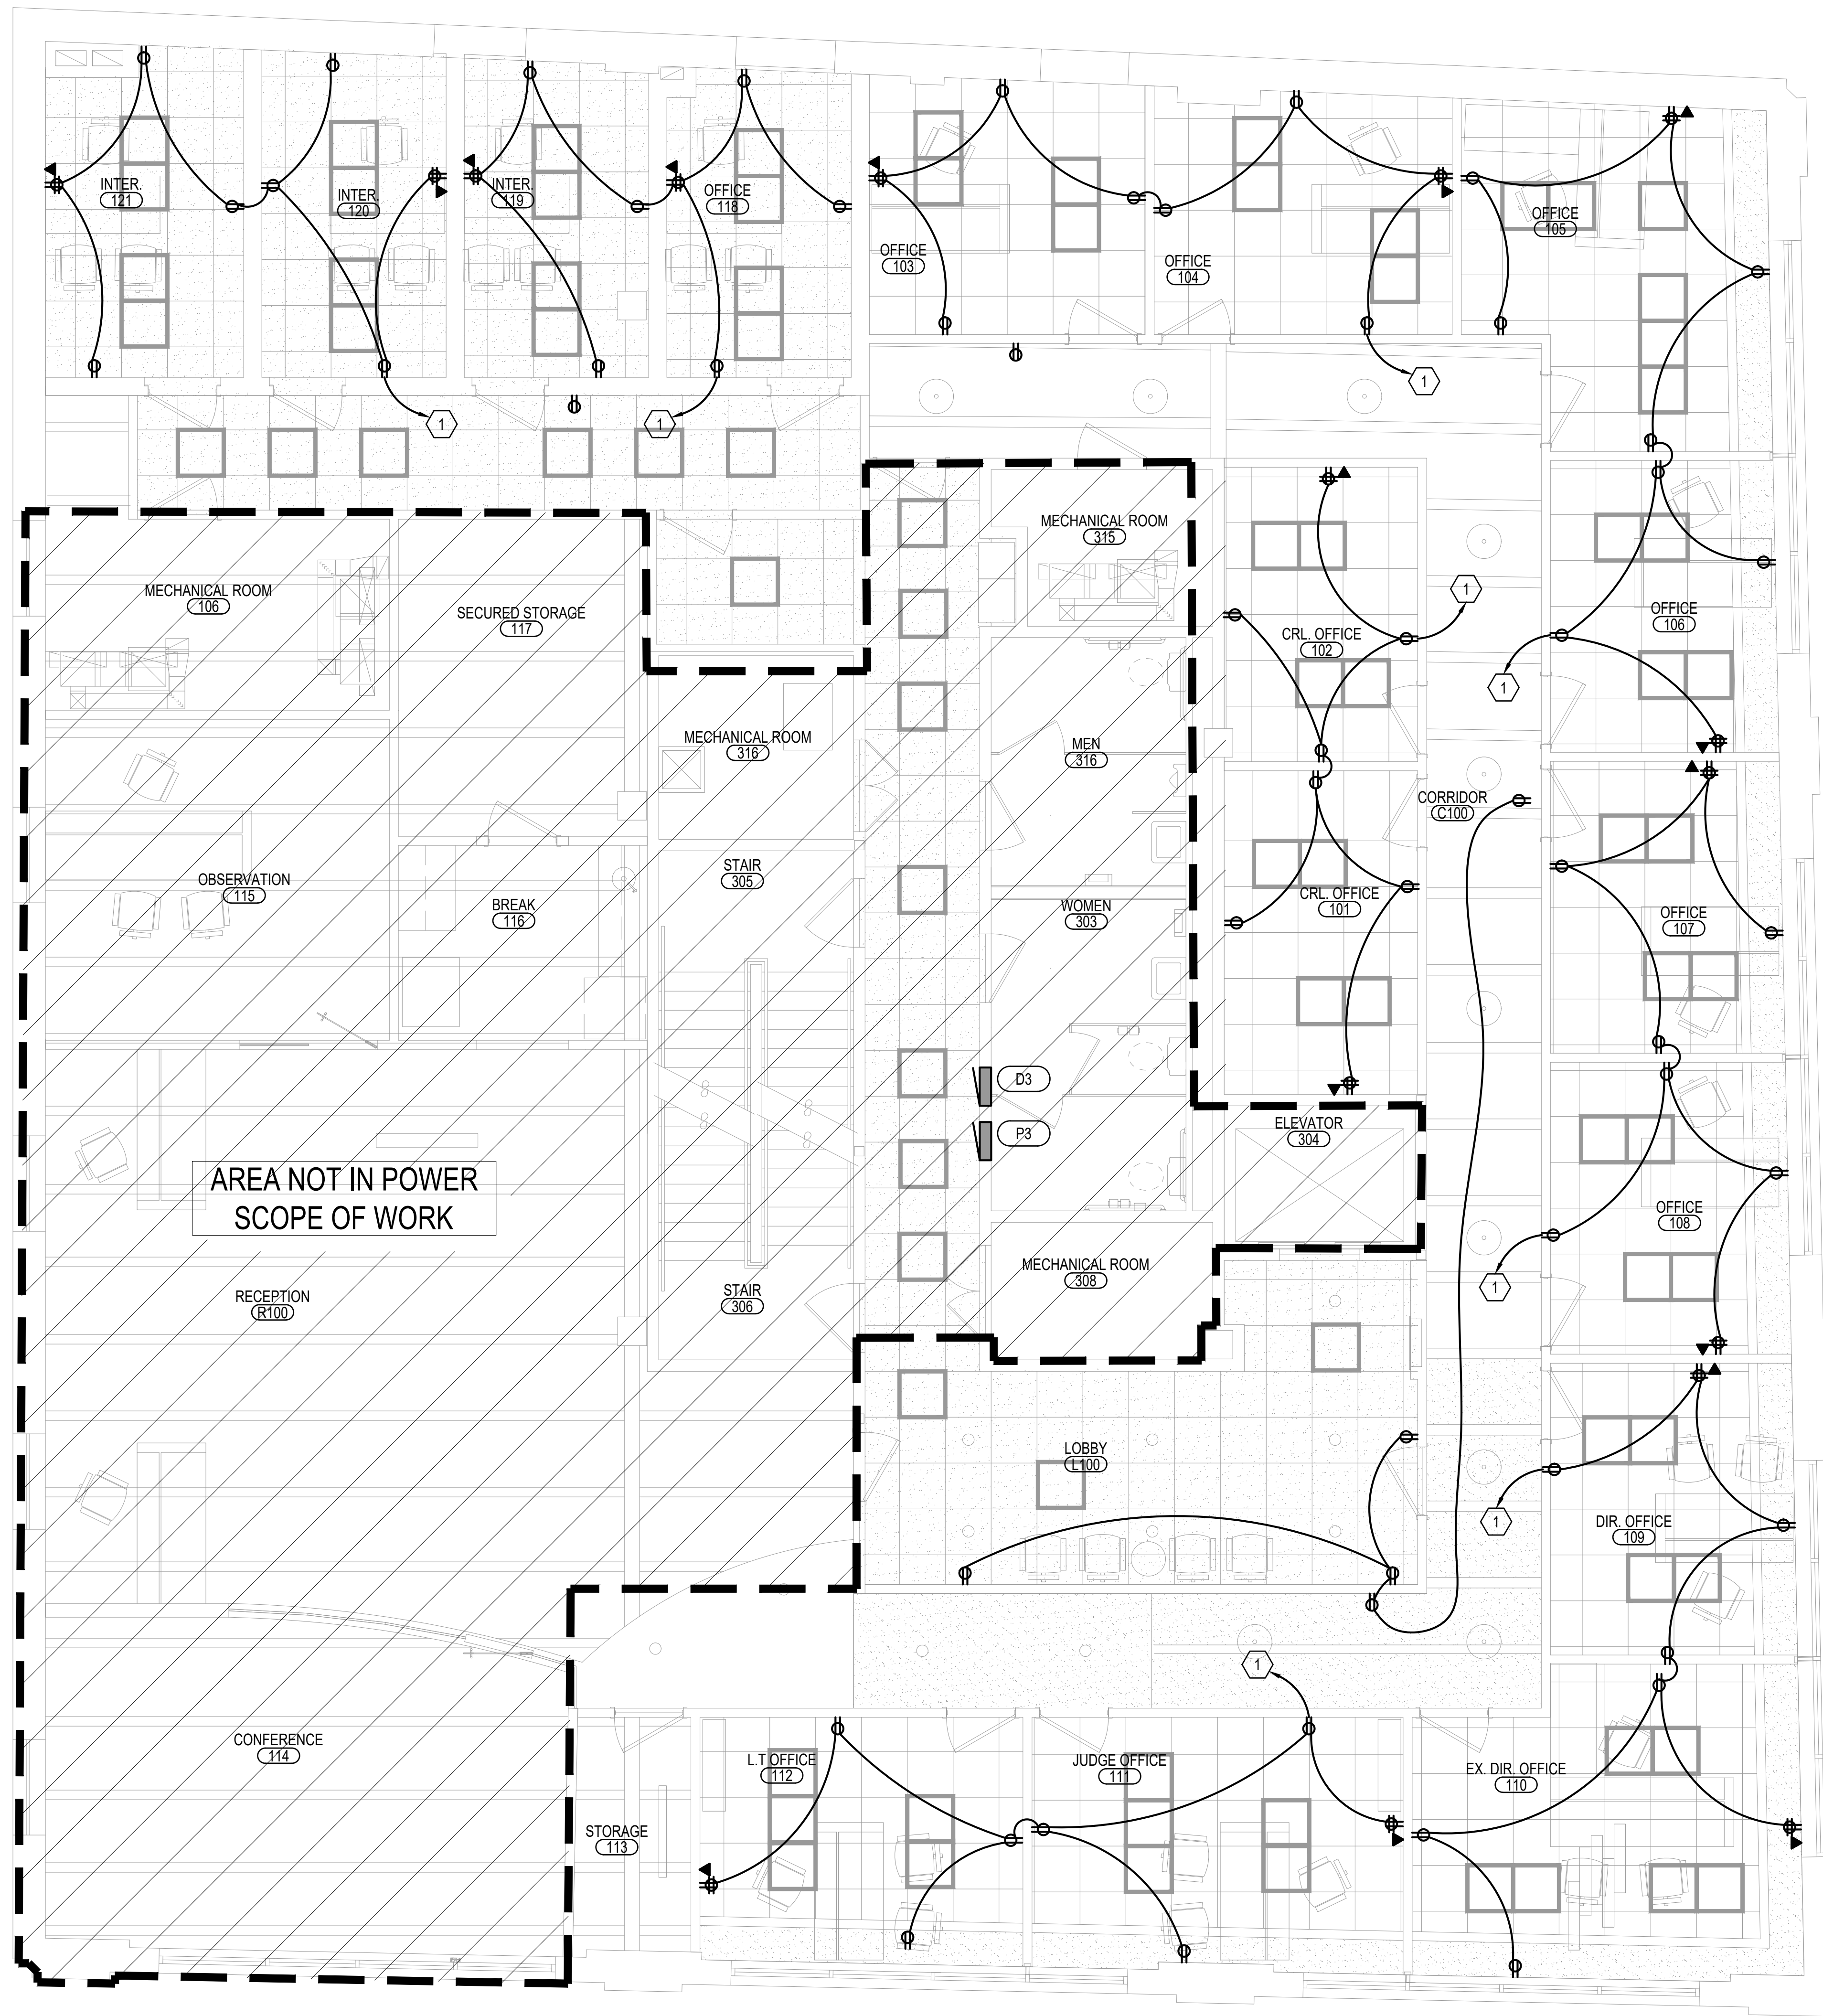 INTER.
121
INTER.
120
INTER.
119
OFFICE
118
OFFICE
103
OFFICE
104
OFFICE
105
1
1
1
MECHANICAL ROOM
106
SECURED STORAGE
117
MECHANICAL ROOM
315
CRL. OFFICE
102
1
OFFICE
106
1
MECHANICAL ROOM
316
MEN
316
CORRIDOR
C100
OBSERVATION
115
BREAK
116
STAIR
305
WOMEN
303
CRL. OFFICE
101
OFFICE
107
D3
P3
ELEVATOR
304
AREA NOT IN POWER
SCOPE OF WORK
OFFICE
108
MECHANICAL ROOM
308
1
RECEPTION
R100
STAIR
306
LOBBY
L100
1
DIR. OFFICE
109
1
CONFERENCE
114
L.T OFFICE
112
JUDGE OFFICE
111
EX. DIR. OFFICE
110
STORAGE
113